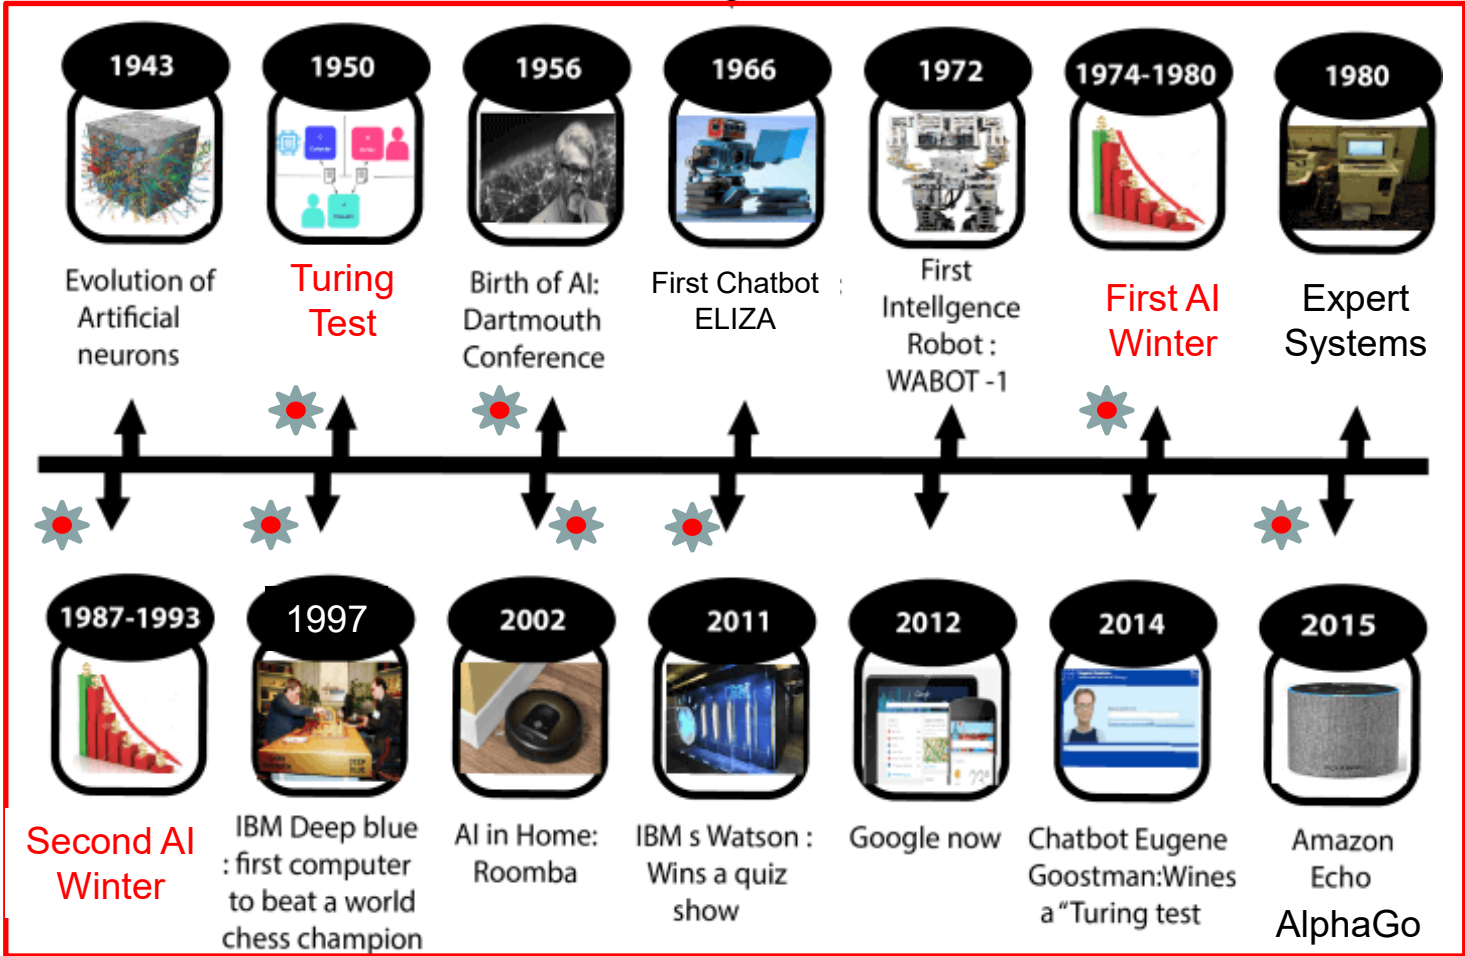 1943
Evolution of
Artificial
neurons
1950
Turing
Test
1956
Birth of AI:
Dartmouth
Conference
1966
First Chatbot :
ELIZA
1972
First
Intellgence
Robot :
WABOT -1
1974-1980
First AI
Winter
1980
Expert
Systems
1987-1993
Second AI
Winter
1997
IBM Deep blue
: first computer
to beat a world
chess champion
2002
AI in Home:
Roomba
2011
IBM
IBM s Watson :
Wins a quiz
show
2012
Google now
2014
Chatbot Eugene
Goostman:Wines
a “Turing test
2015
Amazon
Echo
AlphaGo